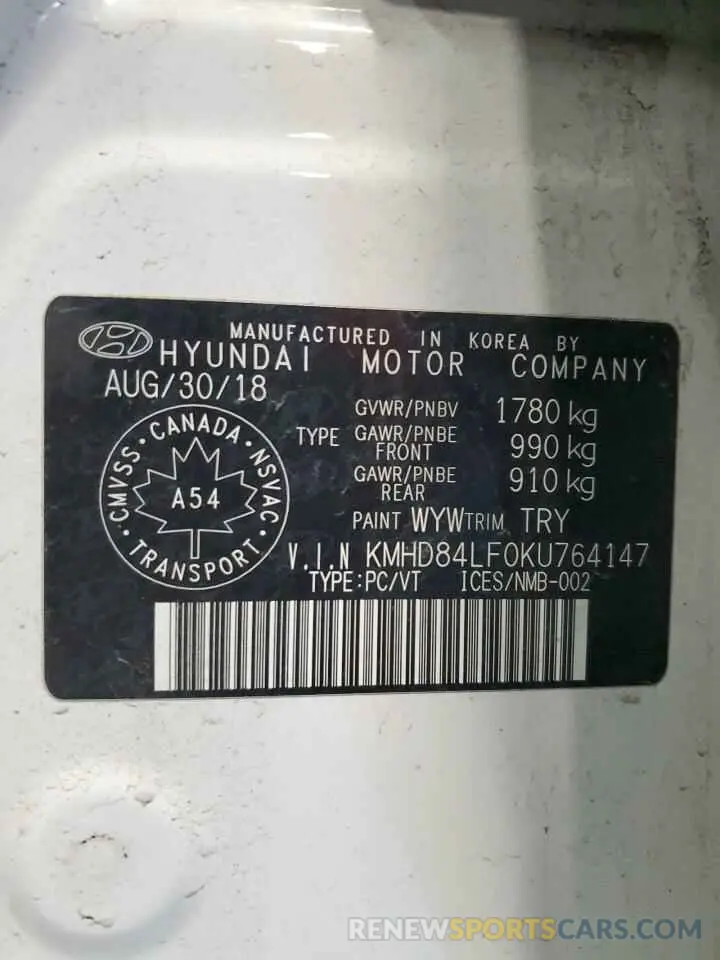 MANUFACTURED IN KOREA BY
HYUNDAI MOTOR COMPANY
AUG/30/18
GVWR/PNBV 1780 kg
TYPE GAWR/PNBE FRONT 990 kg
GAWR/PNBE REAR 910 kg
CANADA
CMVSS · NSVAC
A54
TRANSPORT
PAINT WYW TRIM TRY
V.I.N KMHD84LF0KU764147
TYPE:PC/VT ICES/NMB-002
RENEWSPORTSCARS.COM